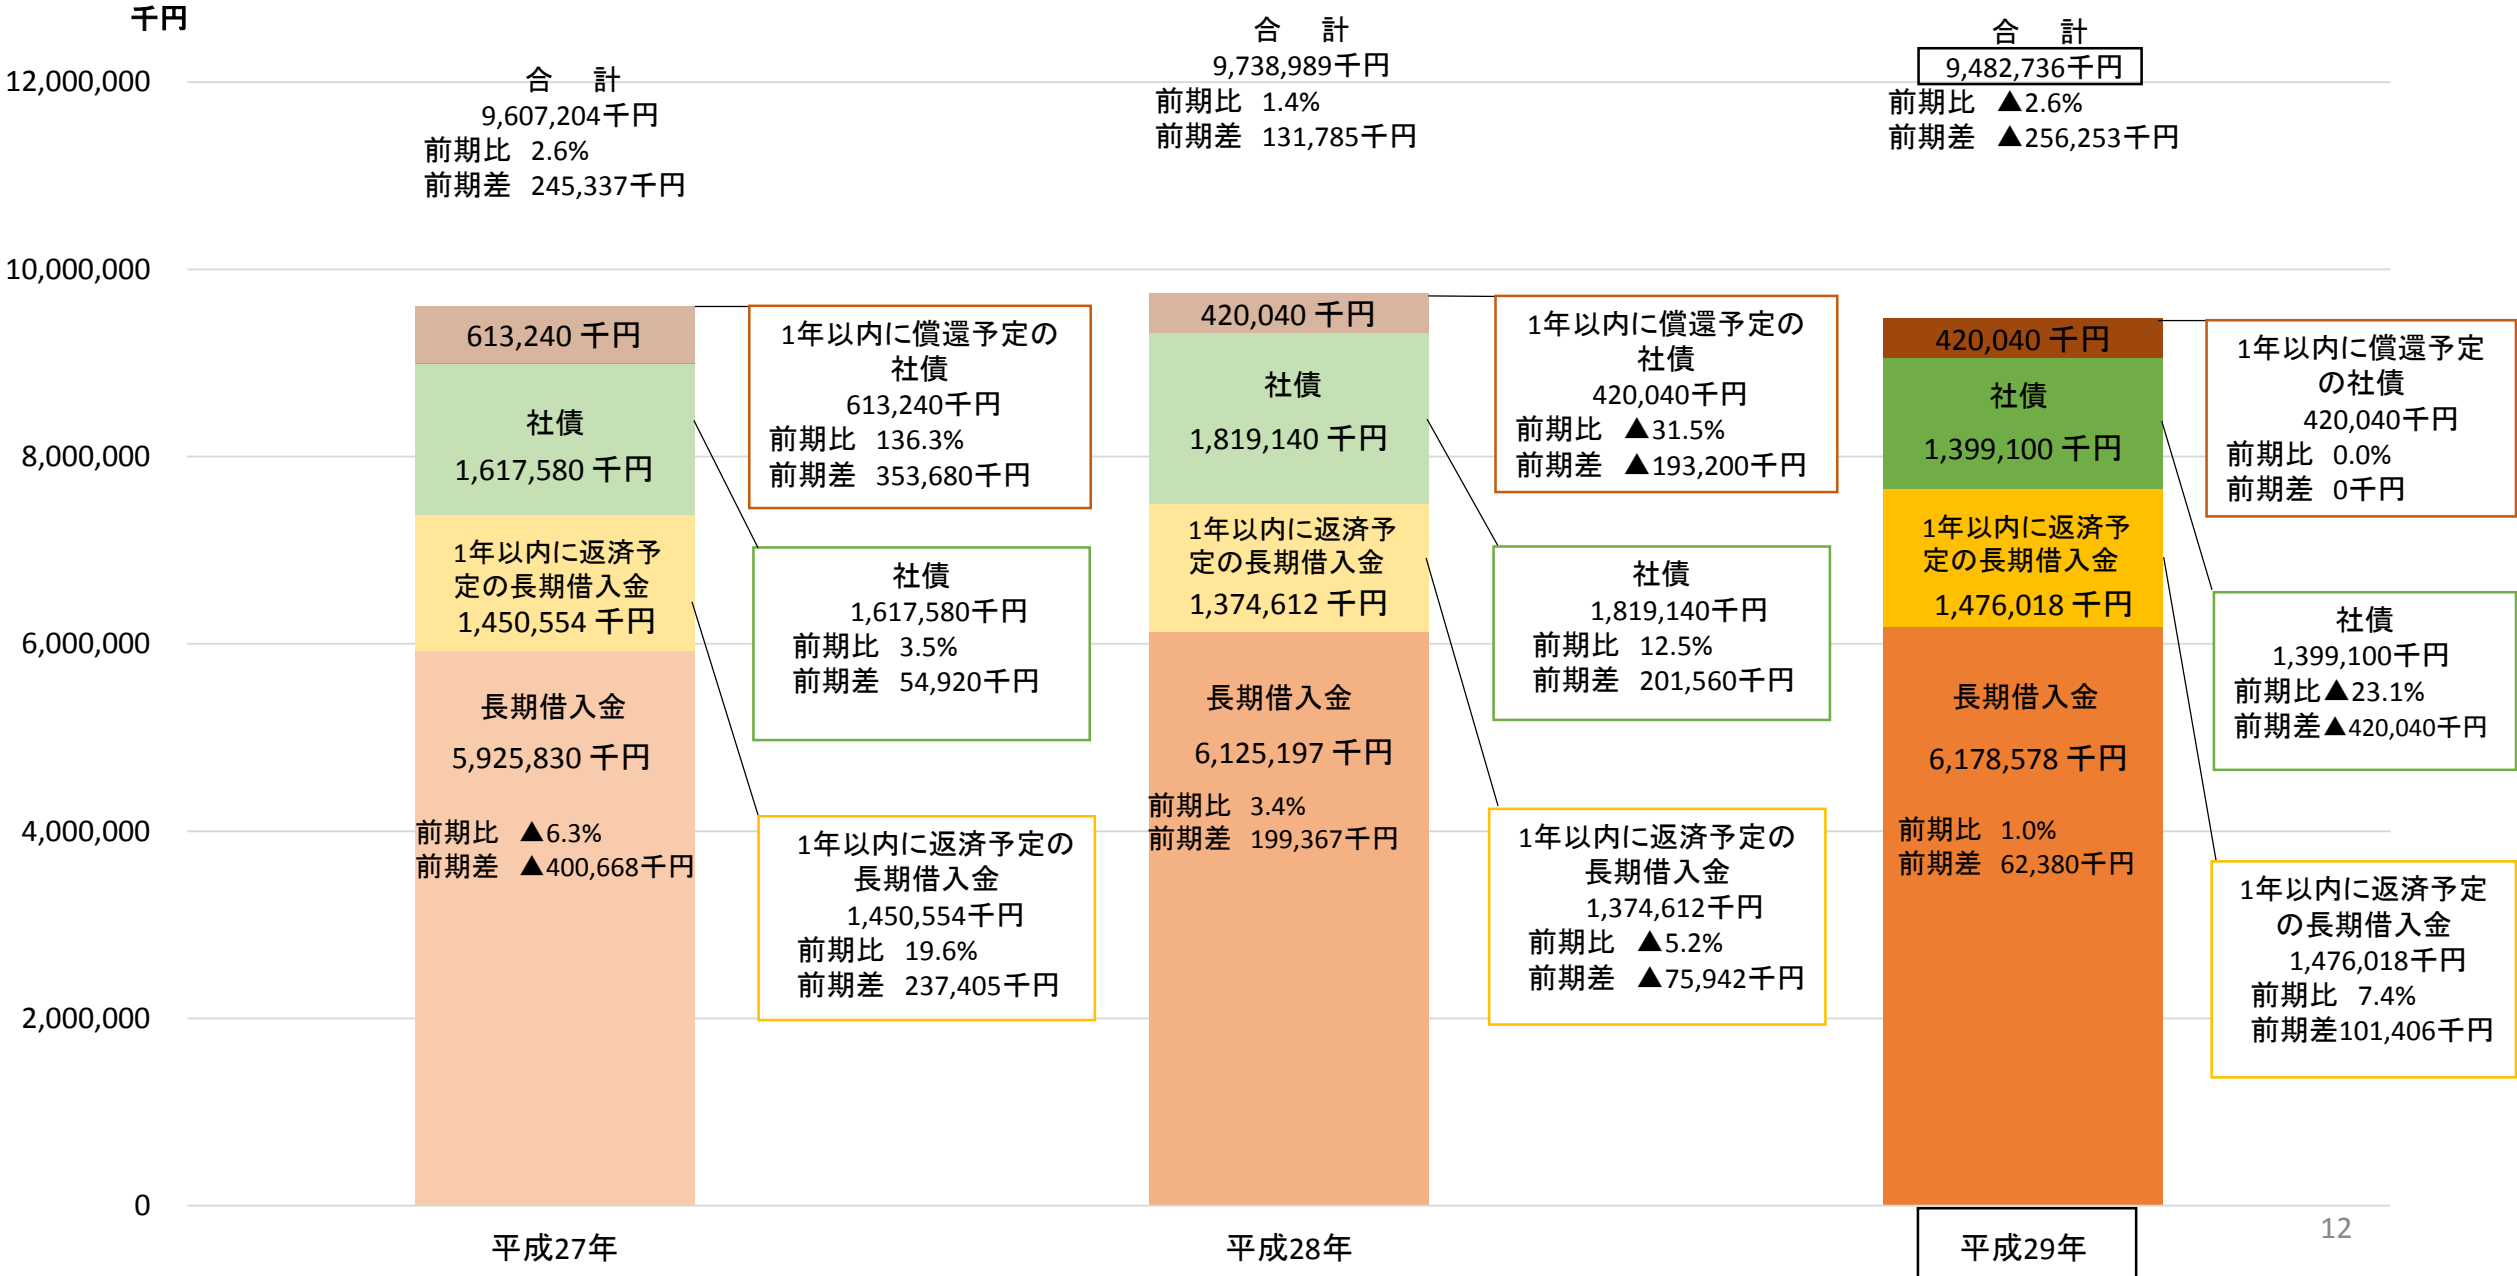 千円
12,000,000
10,000,000
8,000,000
6,000,000
4,000,000
2,000,000
0
合 計
9,607,204千円
前期比 2.6%
前期差 245,337千円
613,240 千円
社債
1,617,580 千円
1年以内に返済予
定の長期借入金
1,450,554 千円
長期借入金
5,925,830 千円
前期比 ▲6.3%
前期差 ▲400,668千円
平成27年
1年以内に償還予定の
社債
613,240千円
前期比 136.3%
前期差 353,680千円
社債
1,617,580千円
前期比 3.5%
前期差 54,920千円
1年以内に返済予定の
長期借入金
1,450,554千円
前期比 19.6%
前期差 237,405千円
合 計
9,738,989千円
前期比 1.4%
前期差 131,785千円
420,040 千円
社債
1,819,140 千円
1年以内に返済予
定の長期借入金
1,374,612 千円
長期借入金
6,125,197 千円
前期比 3.4%
前期差 199,367千円
平成28年
1年以内に償還予定の
社債
420,040千円
前期比 ▲31.5%
前期差 ▲193,200千円
社債
1,819,140千円
前期比 12.5%
前期差 201,560千円
1年以内に返済予定の
長期借入金
1,374,612千円
前期比 ▲5.2%
前期差 ▲75,942千円
合 計
9,482,736千円
前期比 ▲2.6%
前期差 ▲256,253千円
420,040 千円
社債
1,399,100 千円
1年以内に返済予
定の長期借入金
1,476,018 千円
長期借入金
6,178,578 千円
前期比 1.0%
前期差 62,380千円
平成29年
1年以内に償還予定
の社債
420,040千円
前期比 0.0%
前期差 0千円
社債
1,399,100千円
前期比▲23.1%
前期差▲420,040千円
1年以内に返済予定
の長期借入金
1,476,018千円
前期比 7.4%
前期差101,406千円
12